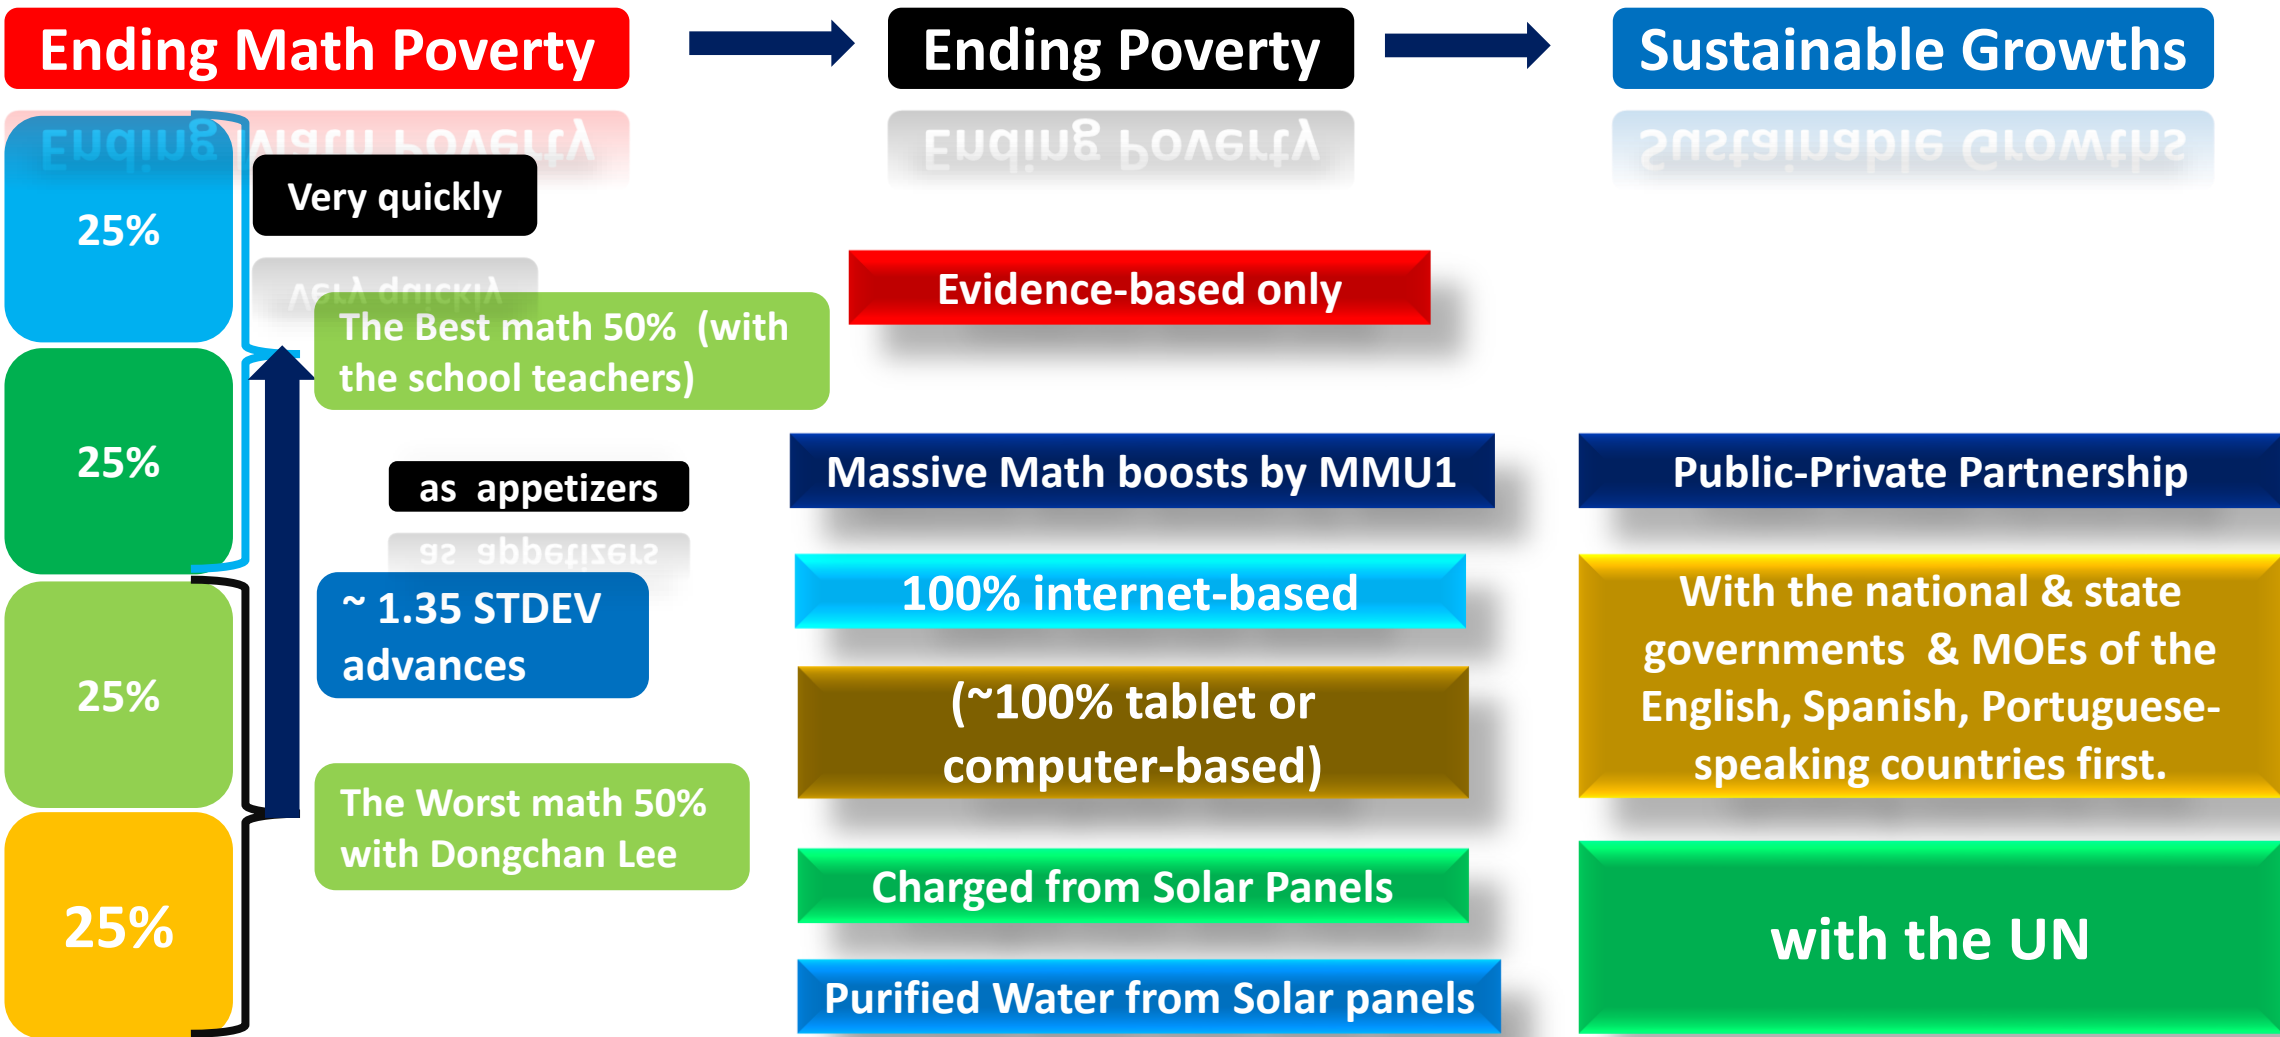 Ending Math Poverty
Ending Poverty
Sustainable Growths
25%
25%
25%
25%
Very quickly
The Best math 50% (with
the school teachers)
as appetizers
~ 1.35 STDEV
advances
The Worst math 50%
with Dongchan Lee
Evidence-based only
Massive Math boosts by MMU1
100% internet-based
(~100% tablet or
computer-based)
Charged from Solar Panels
Purified Water from Solar panels
Public-Private Partnership
With the national & state
governments & MOEs of the
English, Spanish, Portuguese-
speaking countries first.
with the UN